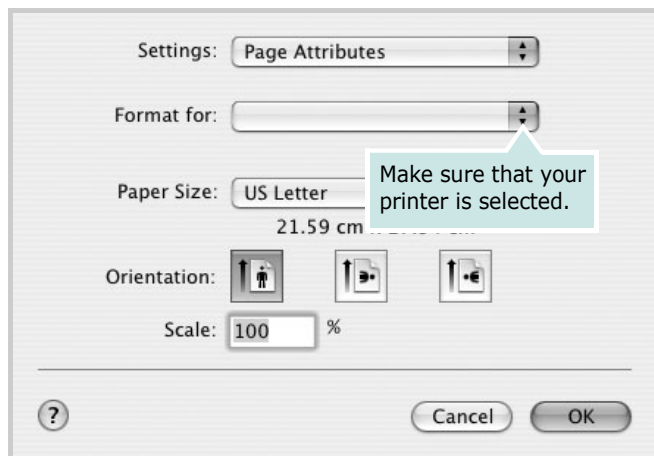 Settings: Page Attributes
Format for:
Make sure that your
printer is selected.
Paper Size: US Letter
21.59 cm
Orientation:
Scale: 100 %
? Cancel OK